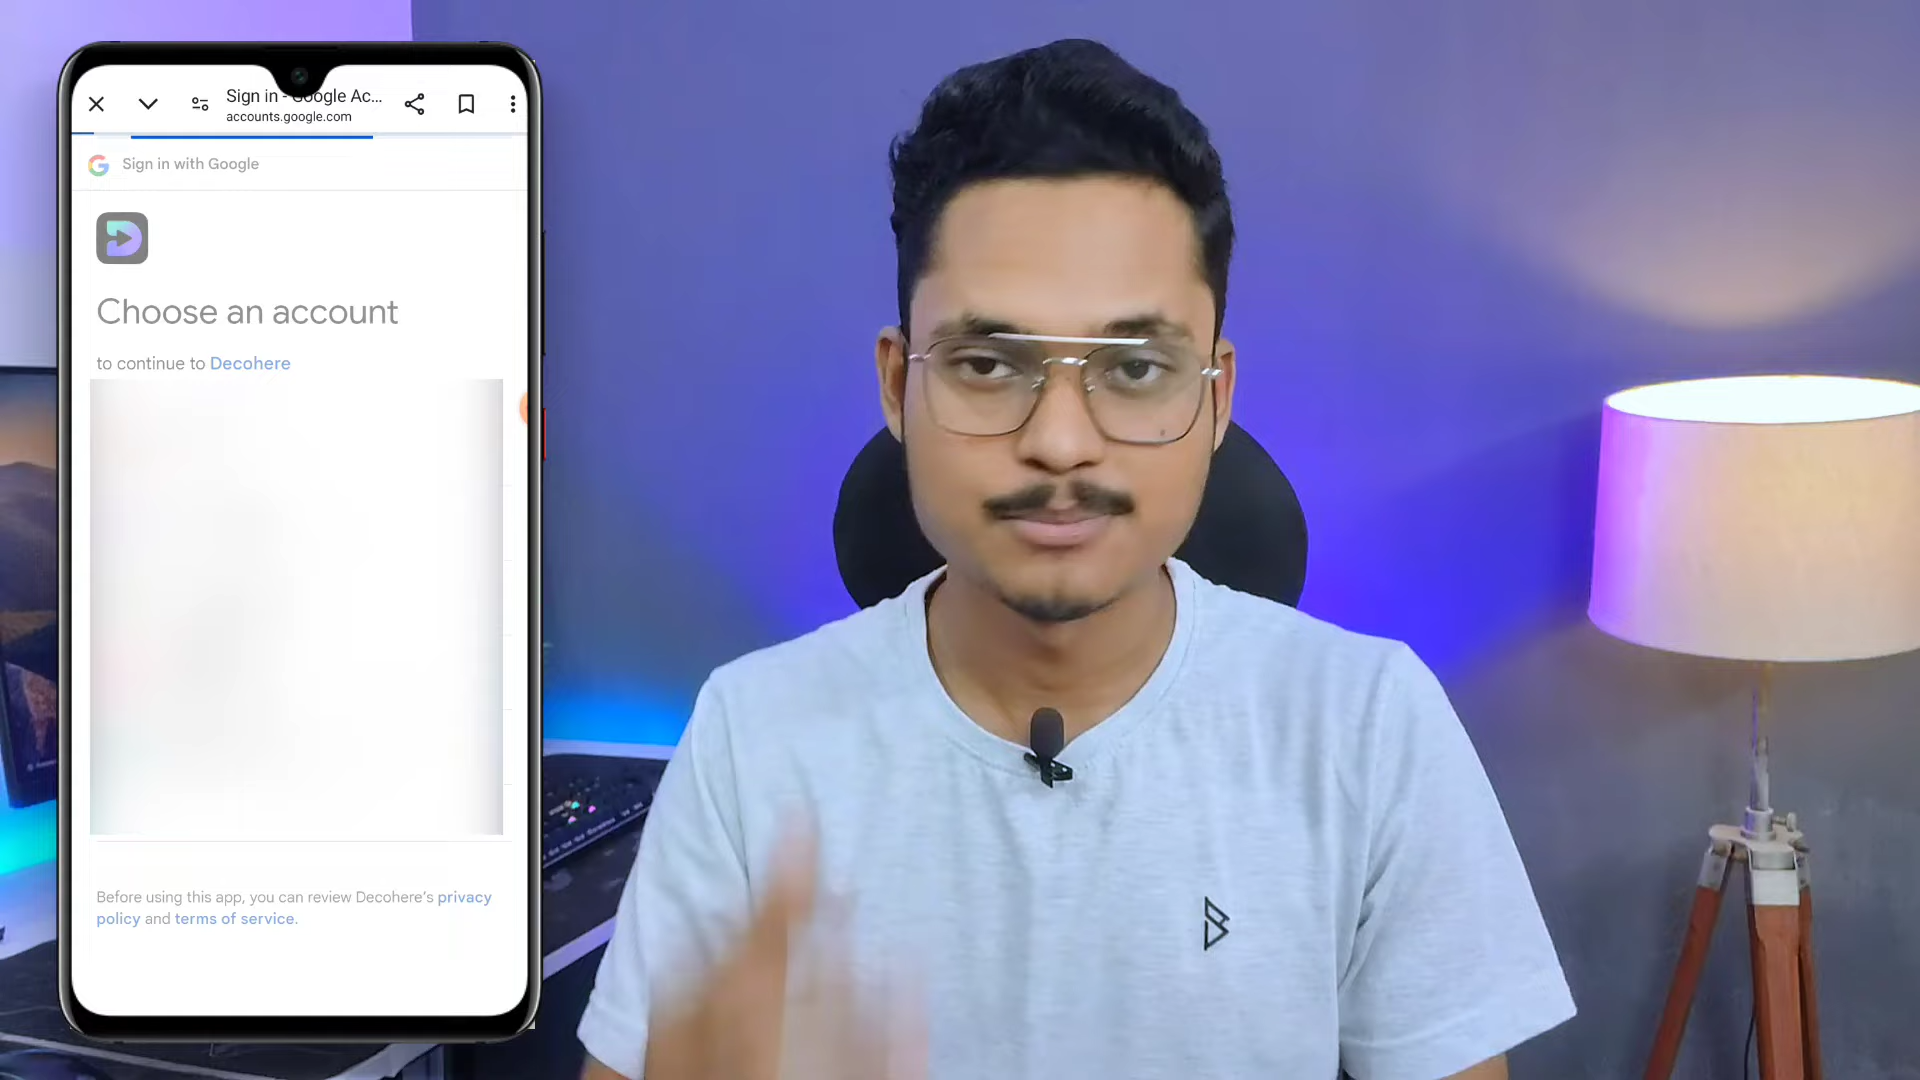 Sign in - Google Ac...
accounts.google.com
Sign in with Google
Choose an account
to continue to Decohere
Before using this app, you can review Decohere's privacy
policy and terms of service.